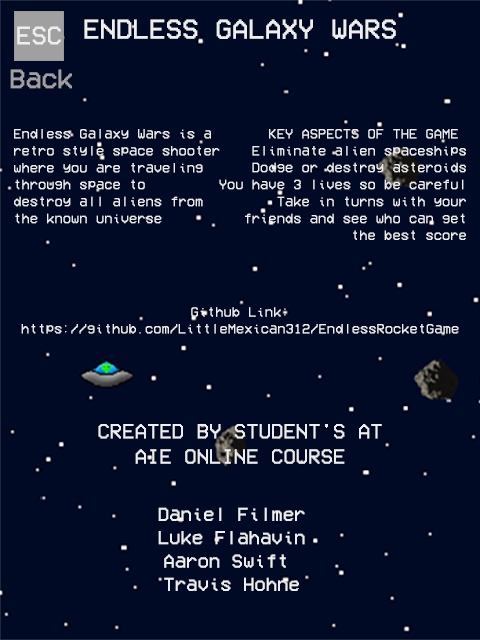 ESC
ENDLESS GALAXY WARS
Back
Endless Galaxy Wars is a
retro style space shooter
where you are traveling
through space to
destroy all aliens from
the known universe
KEY ASPECTS OF THE GAME
Eliminate alien spaceships
Dodge or destroy asteroids
You have 3 lives so be careful
Take in turns with your
friends and see who can get
the best score
Github Link:
https://github.com/LittleMexican312/EndlessRocketGame
CREATED BY STUDENT'S AT
AIE ONLINE COURSE
Daniel Filmer
Luke Flahavin
Aaron Swift
Travis Hohne